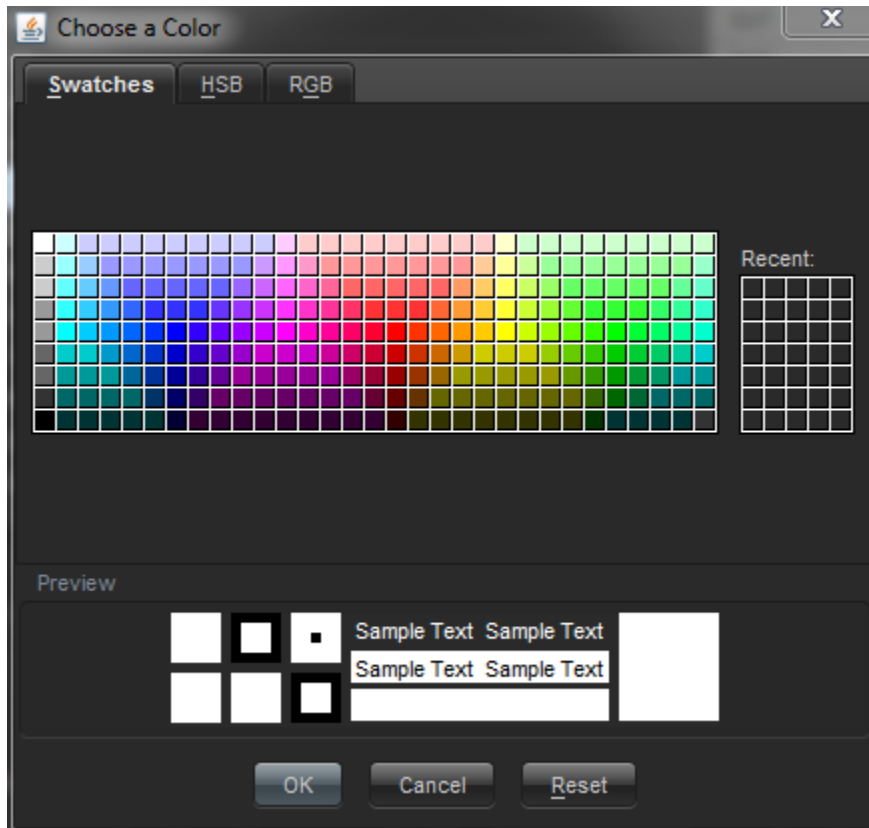 Choose a Color
Swatches HSB RGB
Recent:
Preview
Sample Text Sample Text
Sample Text Sample Text
OK Cancel Reset